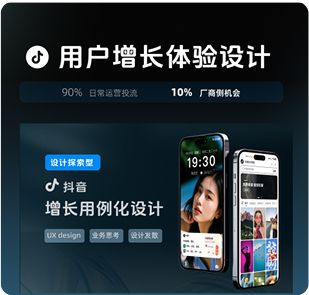 用户增长体验设计
90% 日常运营投流
10% 厂商侧机会
设计探索型
抖音
增长用例化设计
UX design 业务思考 设计发散
19:30